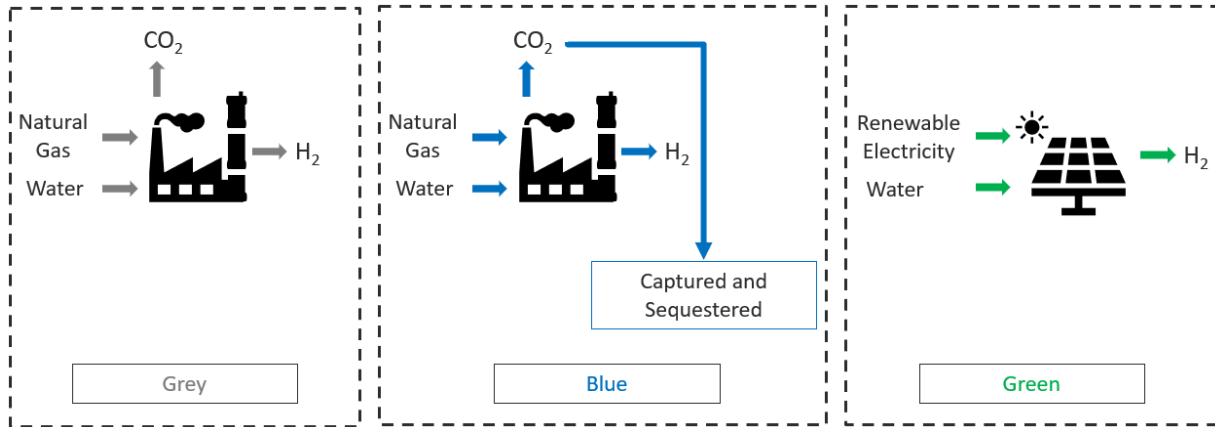 CO₂
Natural
Gas
Water
H₂
Grey
CO₂
Natural
Gas
Water
H₂
Captured and
Sequestered
Blue
Renewable
Electricity
Water
H₂
Green